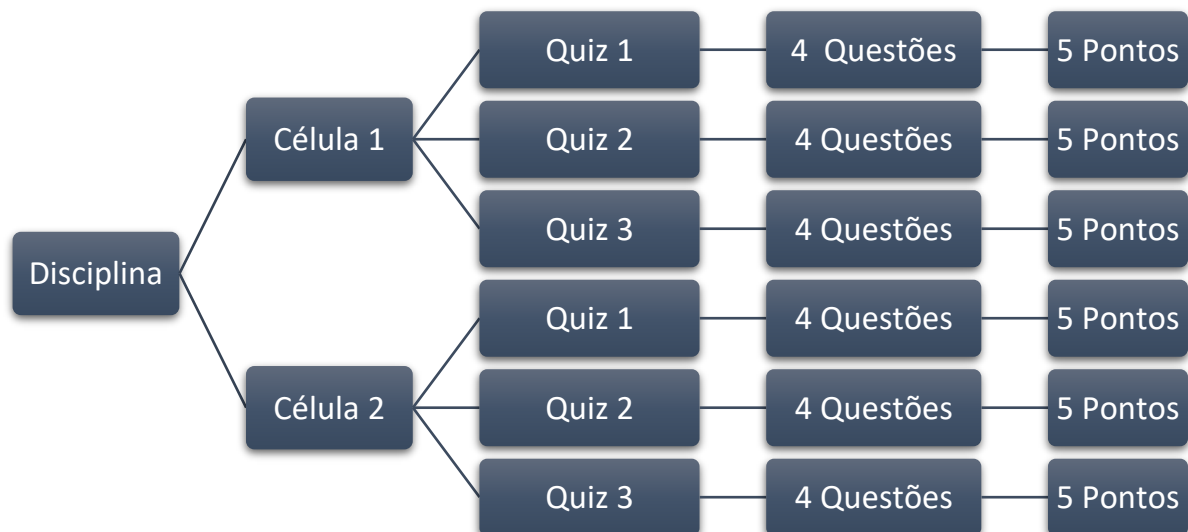 Disciplina
Célula 1
Quiz 1
4  Questões
5 Pontos
Quiz 2
4 Questões
5 Pontos
Quiz 3
4 Questões
5 Pontos
Célula 2
Quiz 1
4 Questões
5 Pontos
Quiz 2
4 Questões
5 Pontos
Quiz 3
4 Questões
5 Pontos